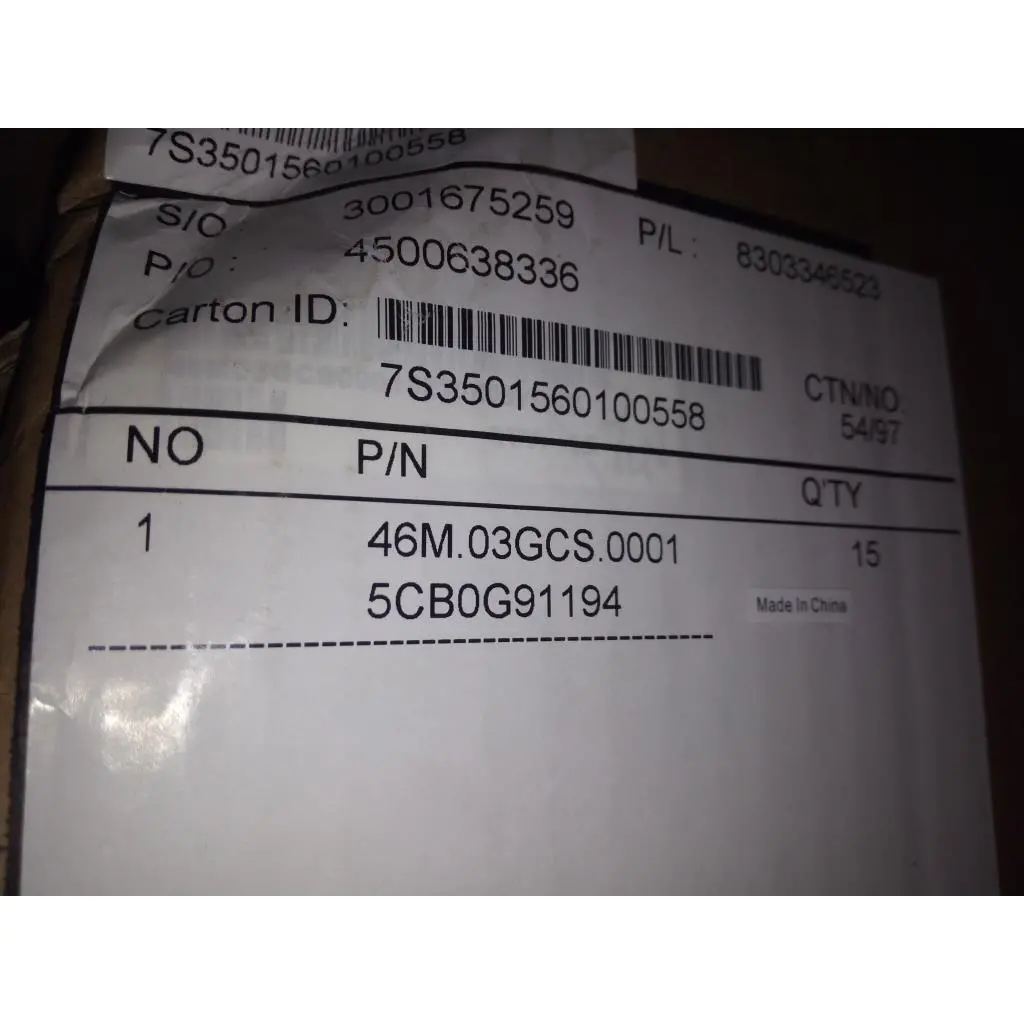 7S3501560100558
S/O : 3001675259 P/L : 8303346523
P/O : 4500638336
Carton ID: 7S3501560100558
CTN/NO:
54/97
NO P/N Q'TY
1 46M.03GCS.0001 15
5CB0G91194
Made In China